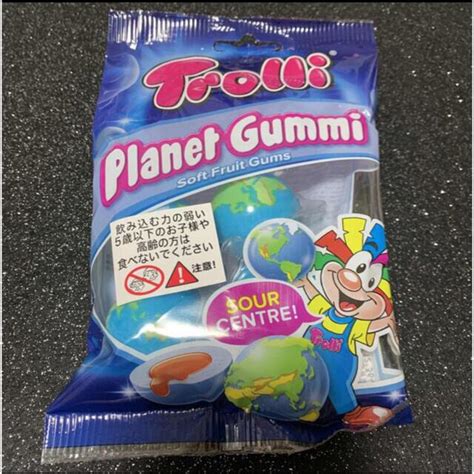 Trolli
Planet Gummi
Soft Fruit Gums
飲み込む力の弱い
5歳以下のお子様や
高齢の方は
食べないでください
注意!
SOUR
CENTRE!
Trolli